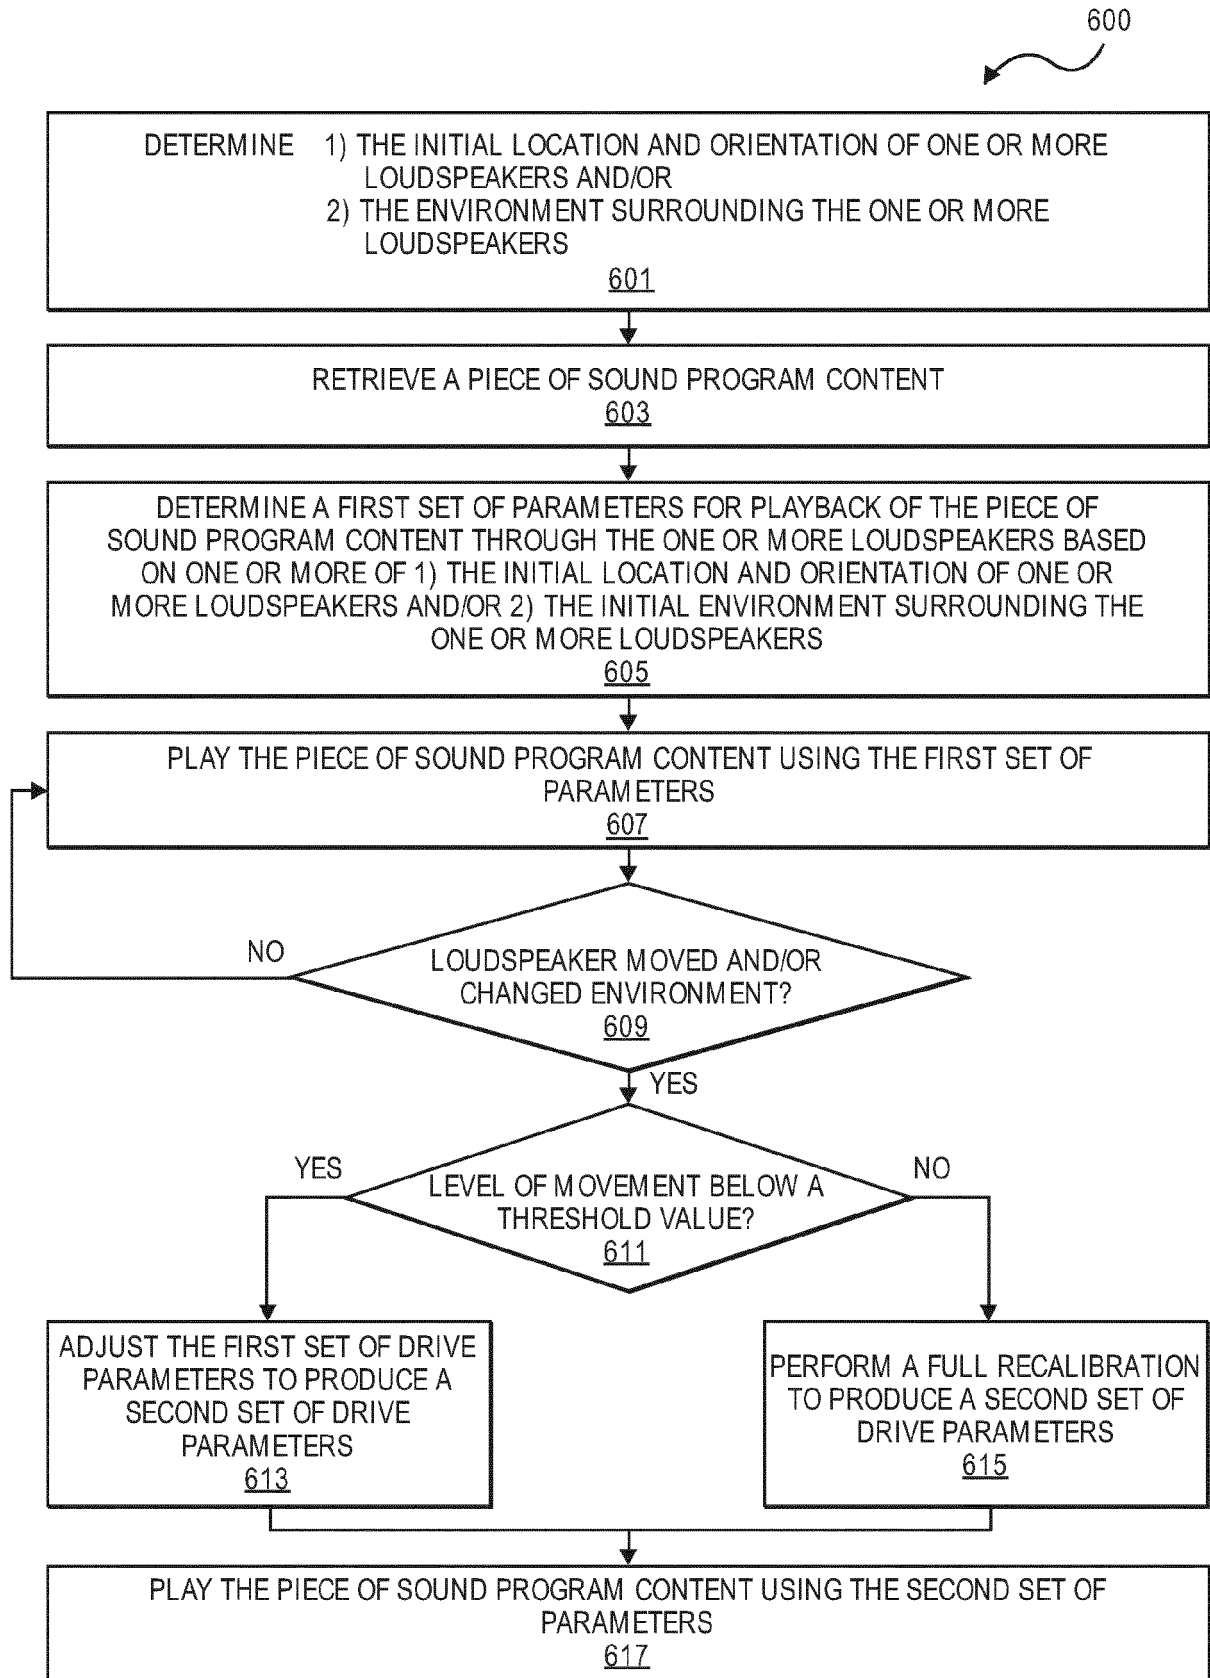 600
DETERMINE 1) THE INITIAL LOCATION AND ORIENTATION OF ONE OR MORE
LOUDSPEAKERS AND/OR
2) THE ENVIRONMENT SURROUNDING THE ONE OR MORE
LOUDSPEAKERS
601
RETRIEVE A PIECE OF SOUND PROGRAM CONTENT
603
DETERMINE A FIRST SET OF PARAMETERS FOR PLAYBACK OF THE PIECE OF
SOUND PROGRAM CONTENT THROUGH THE ONE OR MORE LOUDSPEAKERS BASED
ON ONE OR MORE OF 1) THE INITIAL LOCATION AND ORIENTATION OF ONE OR
MORE LOUDSPEAKERS AND/OR 2) THE INITIAL ENVIRONMENT SURROUNDING THE
ONE OR MORE LOUDSPEAKERS
605
PLAY THE PIECE OF SOUND PROGRAM CONTENT USING THE FIRST SET OF
PARAMETERS
607
NO
LOUDSPEAKER MOVED AND/OR
CHANGED ENVIRONMENT?
609
YES
YES
NO
LEVEL OF MOVEMENT BELOW A
THRESHOLD VALUE?
611
ADJUST THE FIRST SET OF DRIVE
PARAMETERS TO PRODUCE A
SECOND SET OF DRIVE
PARAMETERS
613
PERFORM A FULL RECALIBRATION
TO PRODUCE A SECOND SET OF
DRIVE PARAMETERS
615
PLAY THE PIECE OF SOUND PROGRAM CONTENT USING THE SECOND SET OF
PARAMETERS
617